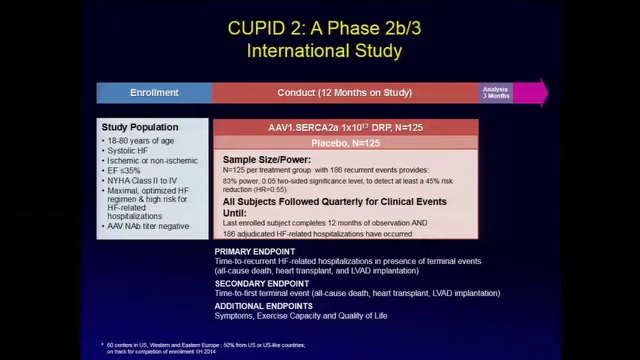 CUPID 2: A Phase 2b/3
International Study
Enrollment
Conduct (12 Months on Study)
Analysis
3 Months
Study Population
• 18-80 years of age
• Systolic HF
• Ischemic or non-ischemic
• EF ≤35%
• NYHA Class II to IV
• Maximal, optimized HF
regimen & high risk for
HF-related
hospitalizations
• AAV NAb titer negative
AAV1.SERCA2a 1x10¹³ DRP, N=125
Placebo, N=125
Sample Size/Power:
N=125 per treatment group with 186 recurrent events provides:
83% power, 0.05 two-sided significance level, to detect at least a 45% risk
reduction (HR=0.55)
All Subjects Followed Quarterly for Clinical Events
Until:
Last enrolled subject completes 12 months of observation AND
186 adjudicated HF-related hospitalizations have occurred
PRIMARY ENDPOINT
Time-to-recurrent HF-related hospitalizations in presence of terminal events
(all-cause death, heart transplant, and LVAD implantation)
SECONDARY ENDPOINT
Time-to-first terminal event (all-cause death, heart transplant, LVAD implantation)
ADDITIONAL ENDPOINTS
Symptoms, Exercise Capacity and Quality of Life
* 60 centers in US, Western and Eastern Europe ; 50% from US or US-like countries;
on track for completion of enrollment 1H 2014